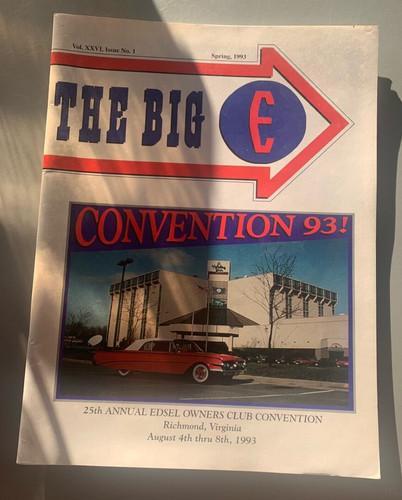 Vol. XXVI, Issue No. 1
Spring, 1993
THE BIG E
CONVENTION 93!
25th ANNUAL EDSEL OWNERS CLUB CONVENTION
Richmond, Virginia
August 4th thru 8th, 1993